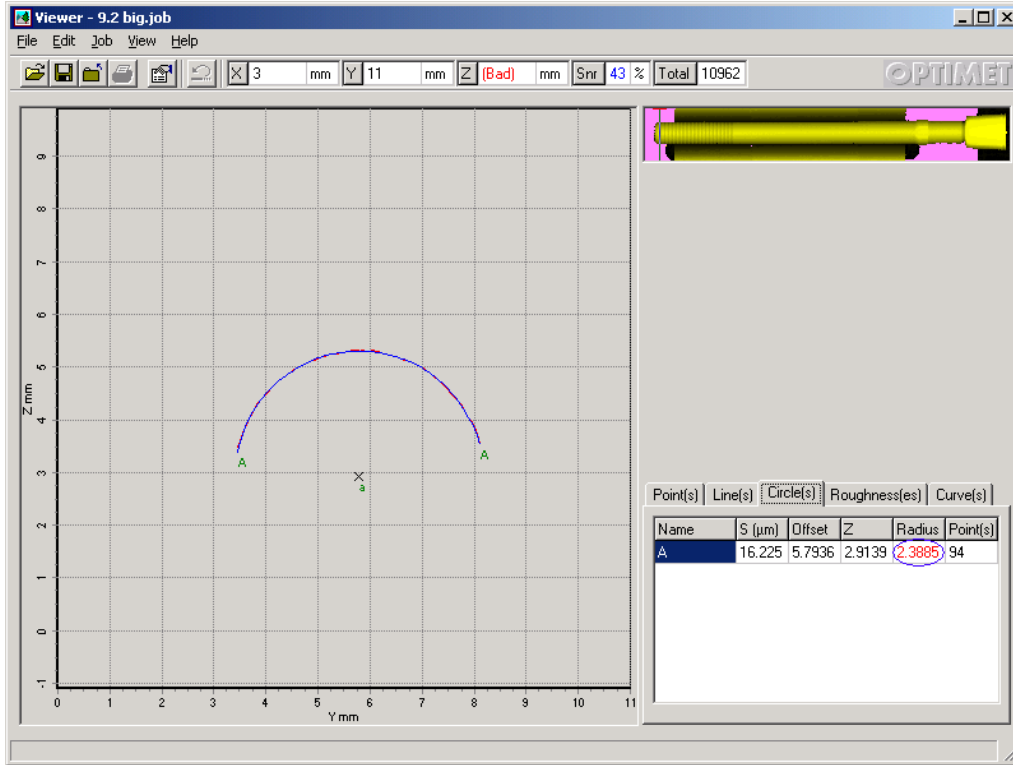 Viewer - 9.2 big.job
File Edit Job View Help
X 3 mm Y 11 mm Z (Bad) mm Snr 43 % Total 10962
OPTIMET
9
8
7
6
5
4
3
2
1
0
-1
Z mm
A
A
a
0 1 2 3 4 5 6 7 8 9 10 11
Y mm
Point(s) Line(s) Circle(s) Roughness(es) Curve(s)
Name S (µm) Offset Z Radius Point(s)
A 16.225 5.7936 2.9139 2.3885 94